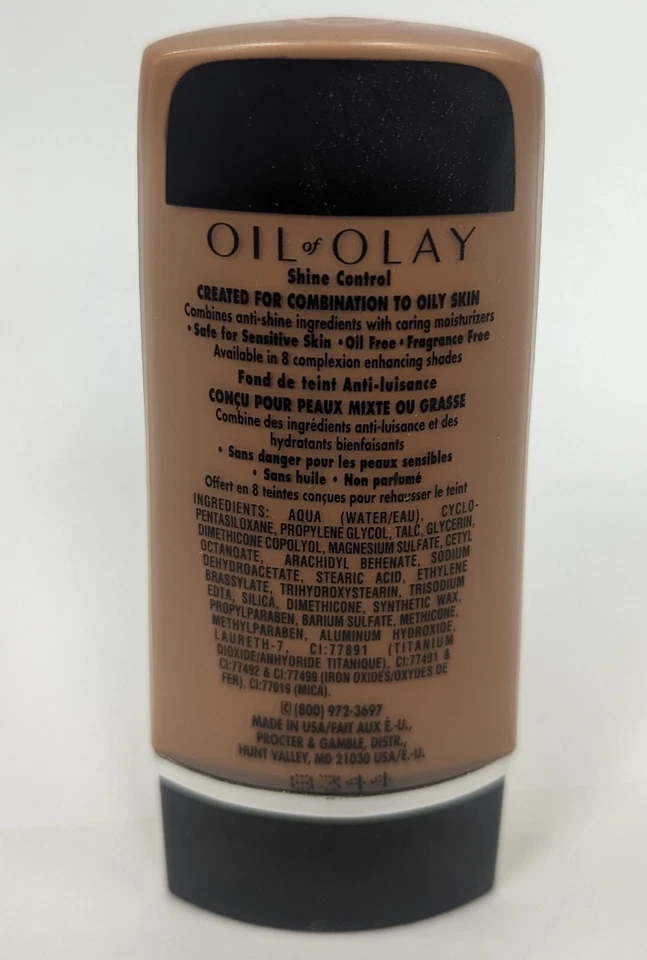 OIL of OLAY
Shine Control
CREATED FOR COMBINATION TO OILY SKIN
Combines anti-shine ingredients with caring moisturizers
• Safe for Sensitive Skin • Oil Free • Fragrance Free
Available in 8 complexion enhancing shades
Fond de teint Anti-luisance
CONÇU POUR PEAUX MIXTE OU GRASSE
Combine des ingrédients anti-luisance et des
hydratants bienfaisants
• Sans danger pour les peaux sensibles
• Sans huile • Non parfumé
Offert en 8 teintes conçues pour rehausser le teint
INGREDIENTS: AQUA (WATER/EAU), CYCLO-
PENTASILOXANE, PROPYLENE GLYCOL, TALC, GLYCERIN,
DIMETHICONE COPOLYOL, MAGNESIUM SULFATE, CETYL
OCTANOATE, ARACHIDYL BEHENATE, SODIUM
DEHYDROACETATE, STEARIC ACID, ETHYLENE
BRASSYLATE, TRIHYDROXYSTEARIN, TRISODIUM
EDTA, SILICA, DIMETHICONE, SYNTHETIC WAX,
PROPYLPARABEN, BARIUM SULFATE, METHICONE,
METHYLPARABEN, ALUMINUM HYDROXIDE,
LAURETH-7, CI:77891 (TITANIUM
DIOXIDE/ANHYDRIDE TITANIQUE), CI:77491 &
CI:77492 & CI:77499 (IRON OXIDES/OXYDES DE
FER), CI:77019 (MICA).
(800) 972-3697
MADE IN USA/FAIT AUX É.-U.,
PROCTER & GAMBLE, DISTR.,
HUNT VALLEY, MD 21030 USA/É.-U.